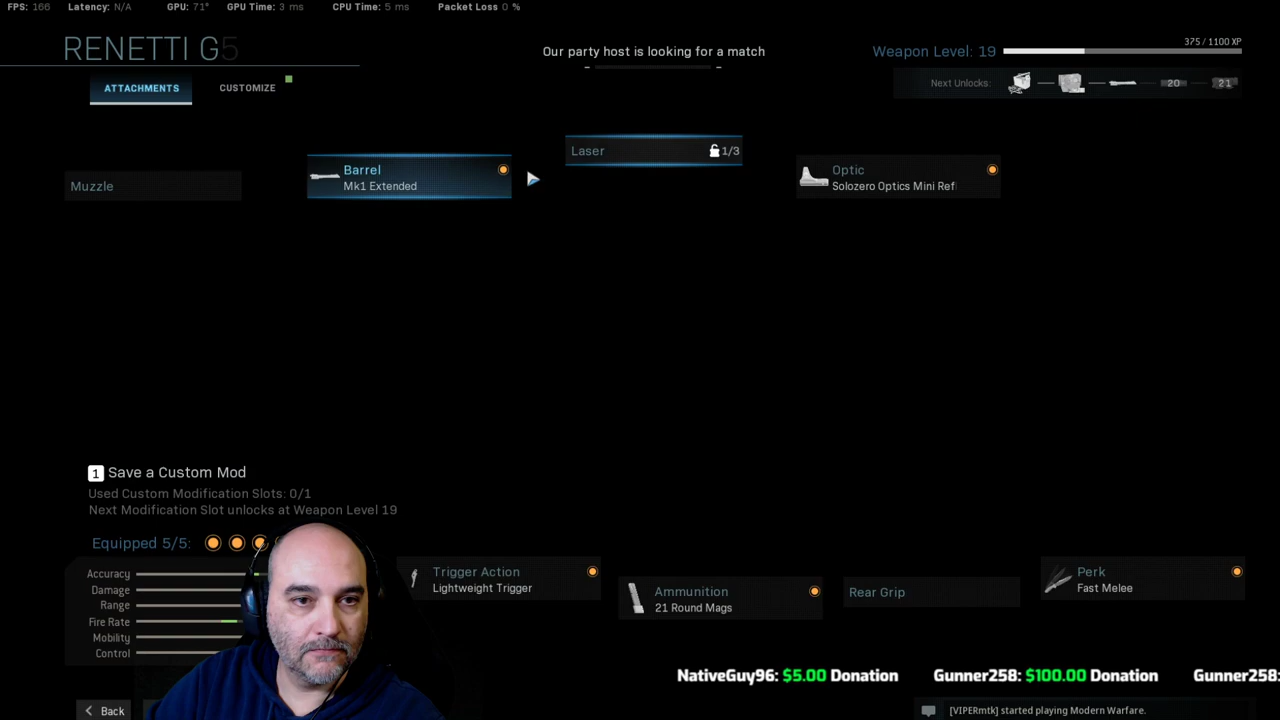 FPS: 166 Latency: N/A GPU: 71° GPU Time: 3 ms CPU Time: 5 ms Packet Loss 0 %
RENETTI G5
Our party host is looking for a match
Weapon Level: 19
375 / 1100 XP
ATTACHMENTS
CUSTOMIZE
Next Unlocks:
20
21
Muzzle
Barrel
Mk1 Extended
Laser
1/3
Optic
Solozero Optics Mini Ref
1 Save a Custom Mod
Used Custom Modification Slots: 0/1
Next Modification Slot unlocks at Weapon Level 19
Equipped 5/5:
Accuracy
Damage
Range
Fire Rate
Mobility
Control
Trigger Action
Lightweight Trigger
Ammunition
21 Round Mags
Rear Grip
Perk
Fast Melee
NativeGuy96: $5.00 Donation Gunner258: $100.00 Donation Gunner258:
Back
[VIPERmtk] started playing Modern Warfare.